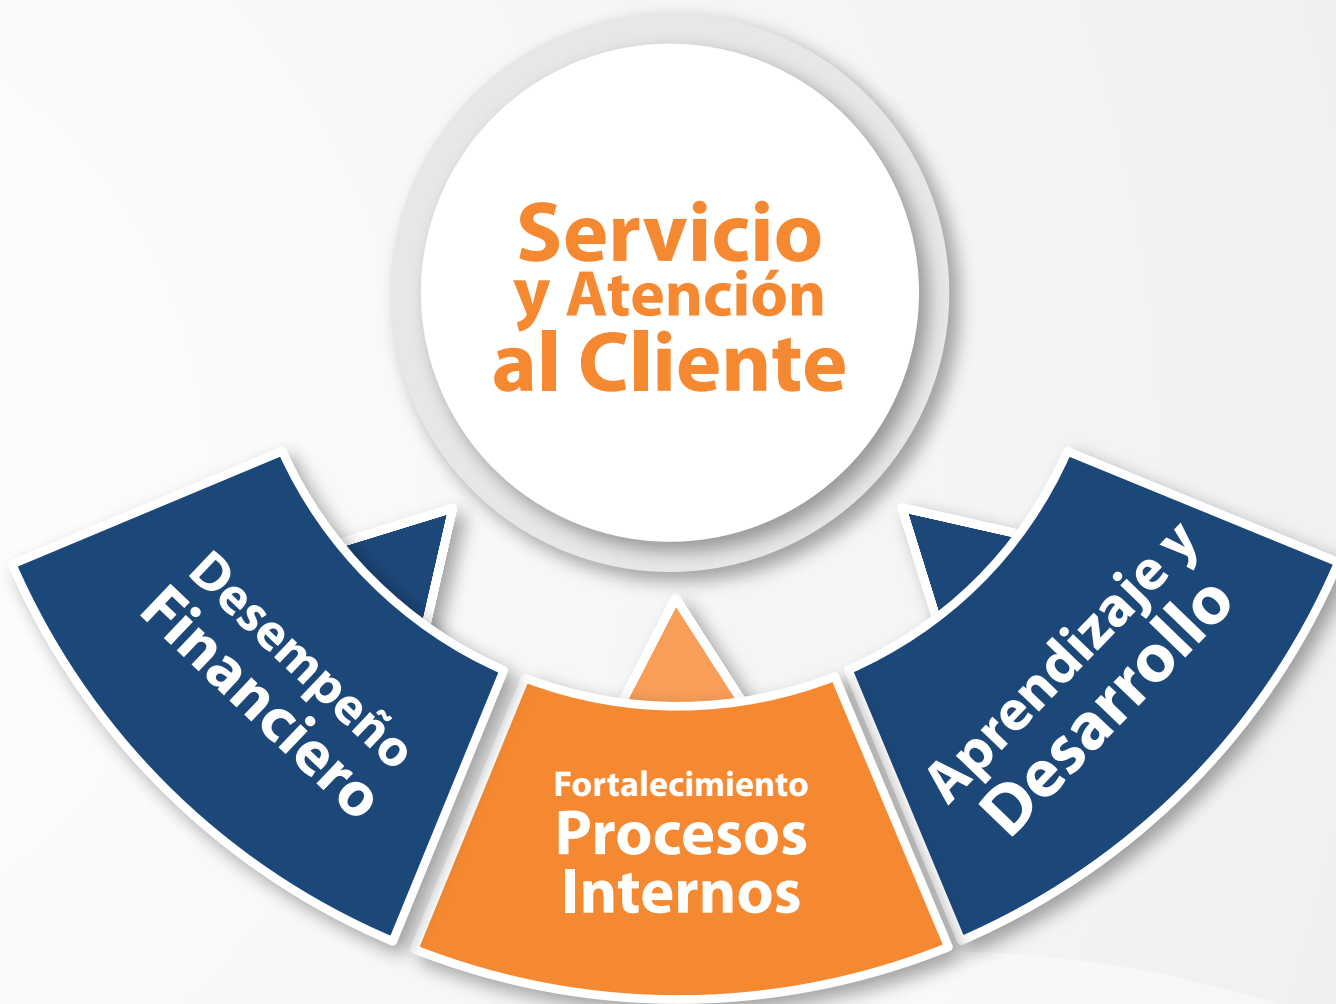 Servicio
y Atención
al Cliente
Desempeño
Financiero
Fortalecimiento
Procesos
Internos
Aprendizaje y
Desarrollo